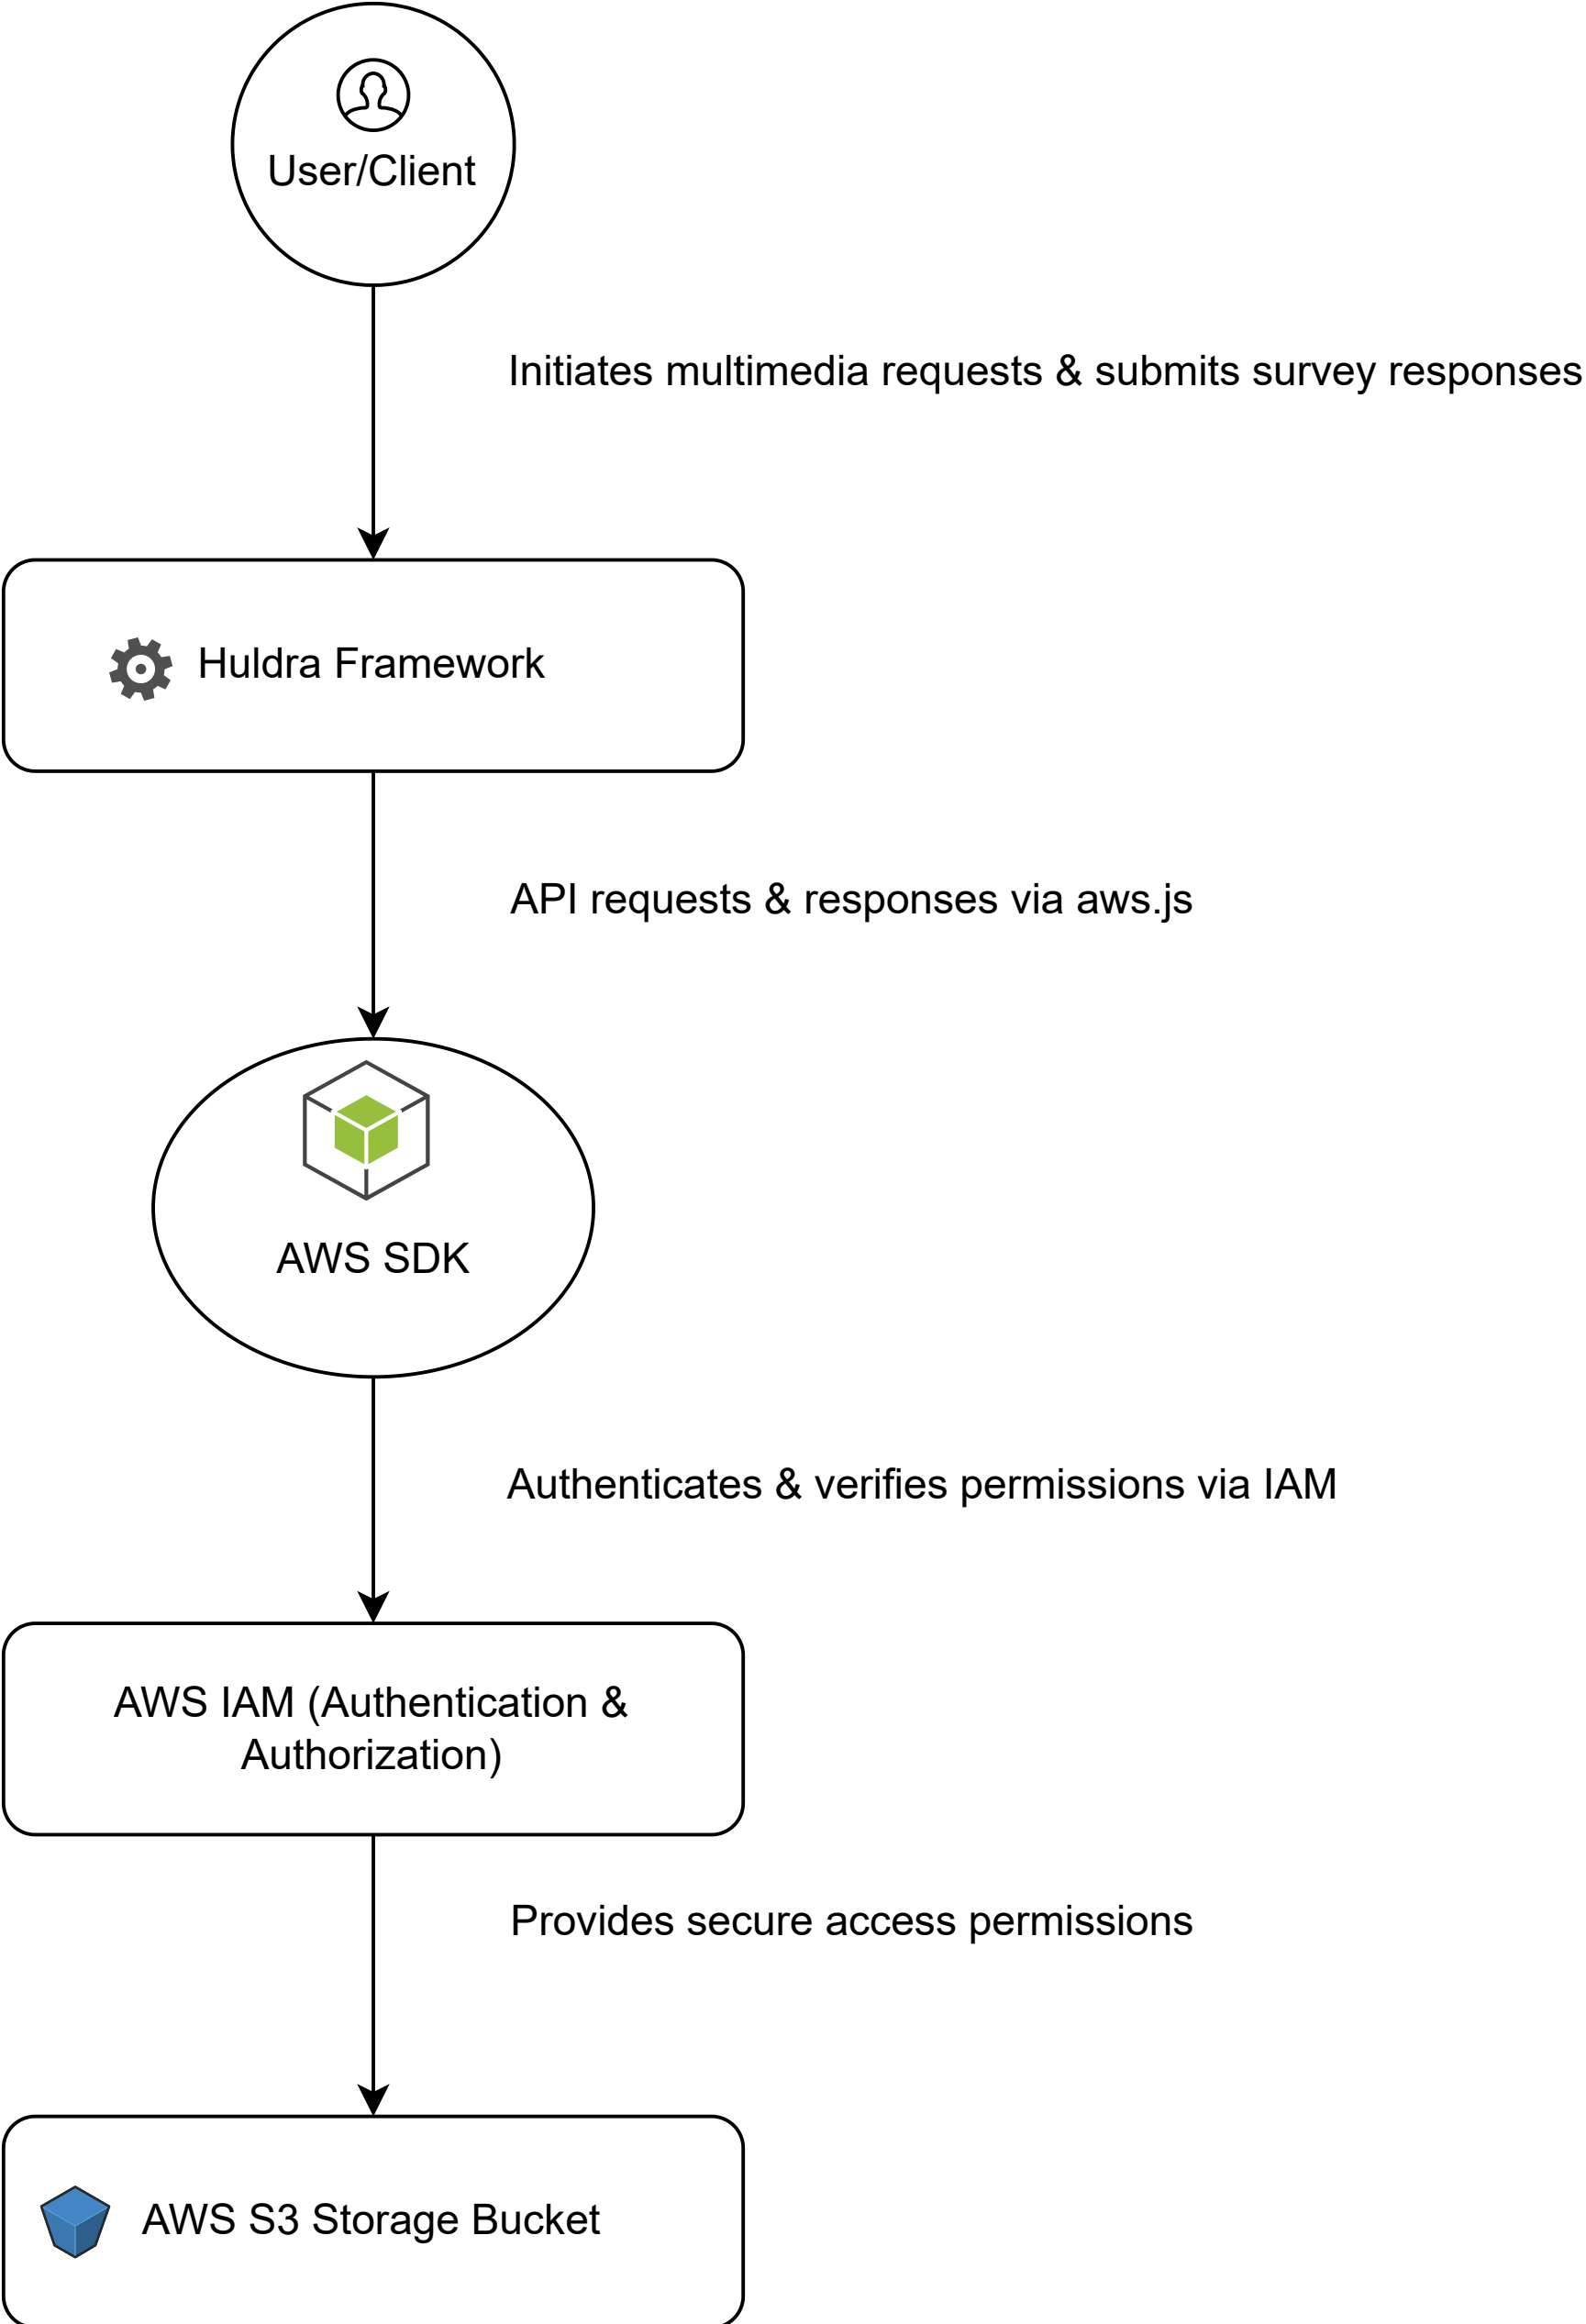 User/Client
Initiates multimedia requests & submits survey responses
Huldra Framework
API requests & responses via aws.js
AWS SDK
Authenticates & verifies permissions via IAM
AWS IAM (Authentication &
Authorization)
Provides secure access permissions
AWS S3 Storage Bucket